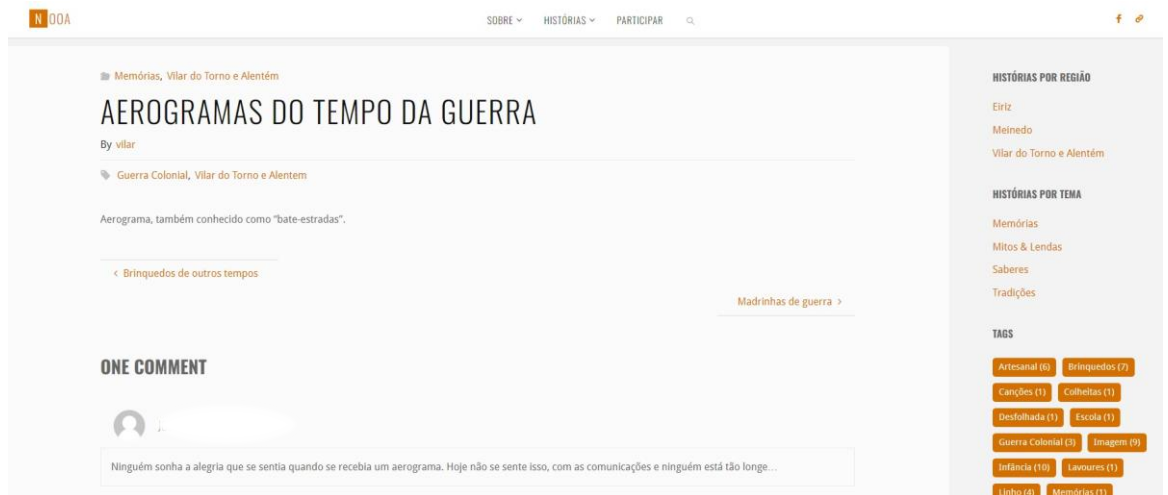 NOOA
SOBRE HISTÓRIAS PARTICIPAR
Memórias, Vilar do Torno e Alentém
AEROGRAMAS DO TEMPO DA GUERRA
By vilar
Guerra Colonial, Vilar do Torno e Alentem
Aerograma, também conhecido como “bate-estradas”.
< Brinquedos de outros tempos
Madrinhas de guerra >
ONE COMMENT
Ninguém sonha a alegria que se sentia quando se recebia um aerograma. Hoje não se sente isso, com as comunicações e ninguém está tão longe…
HISTÓRIAS POR REGIÃO
Eiriz
Meinedo
Vilar do Torno e Alentém
HISTÓRIAS POR TEMA
Memórias
Mitos & Lendas
Saberes
Tradições
TAGS
Artesanal (6) Brinquedos (7)
Canções (1) Colheitas (1)
Desfolhada (1) Escola (1)
Guerra Colonial (3) Imagem (9)
Infância (10) Lavoures (1)
Linho (4) Memórias (1)